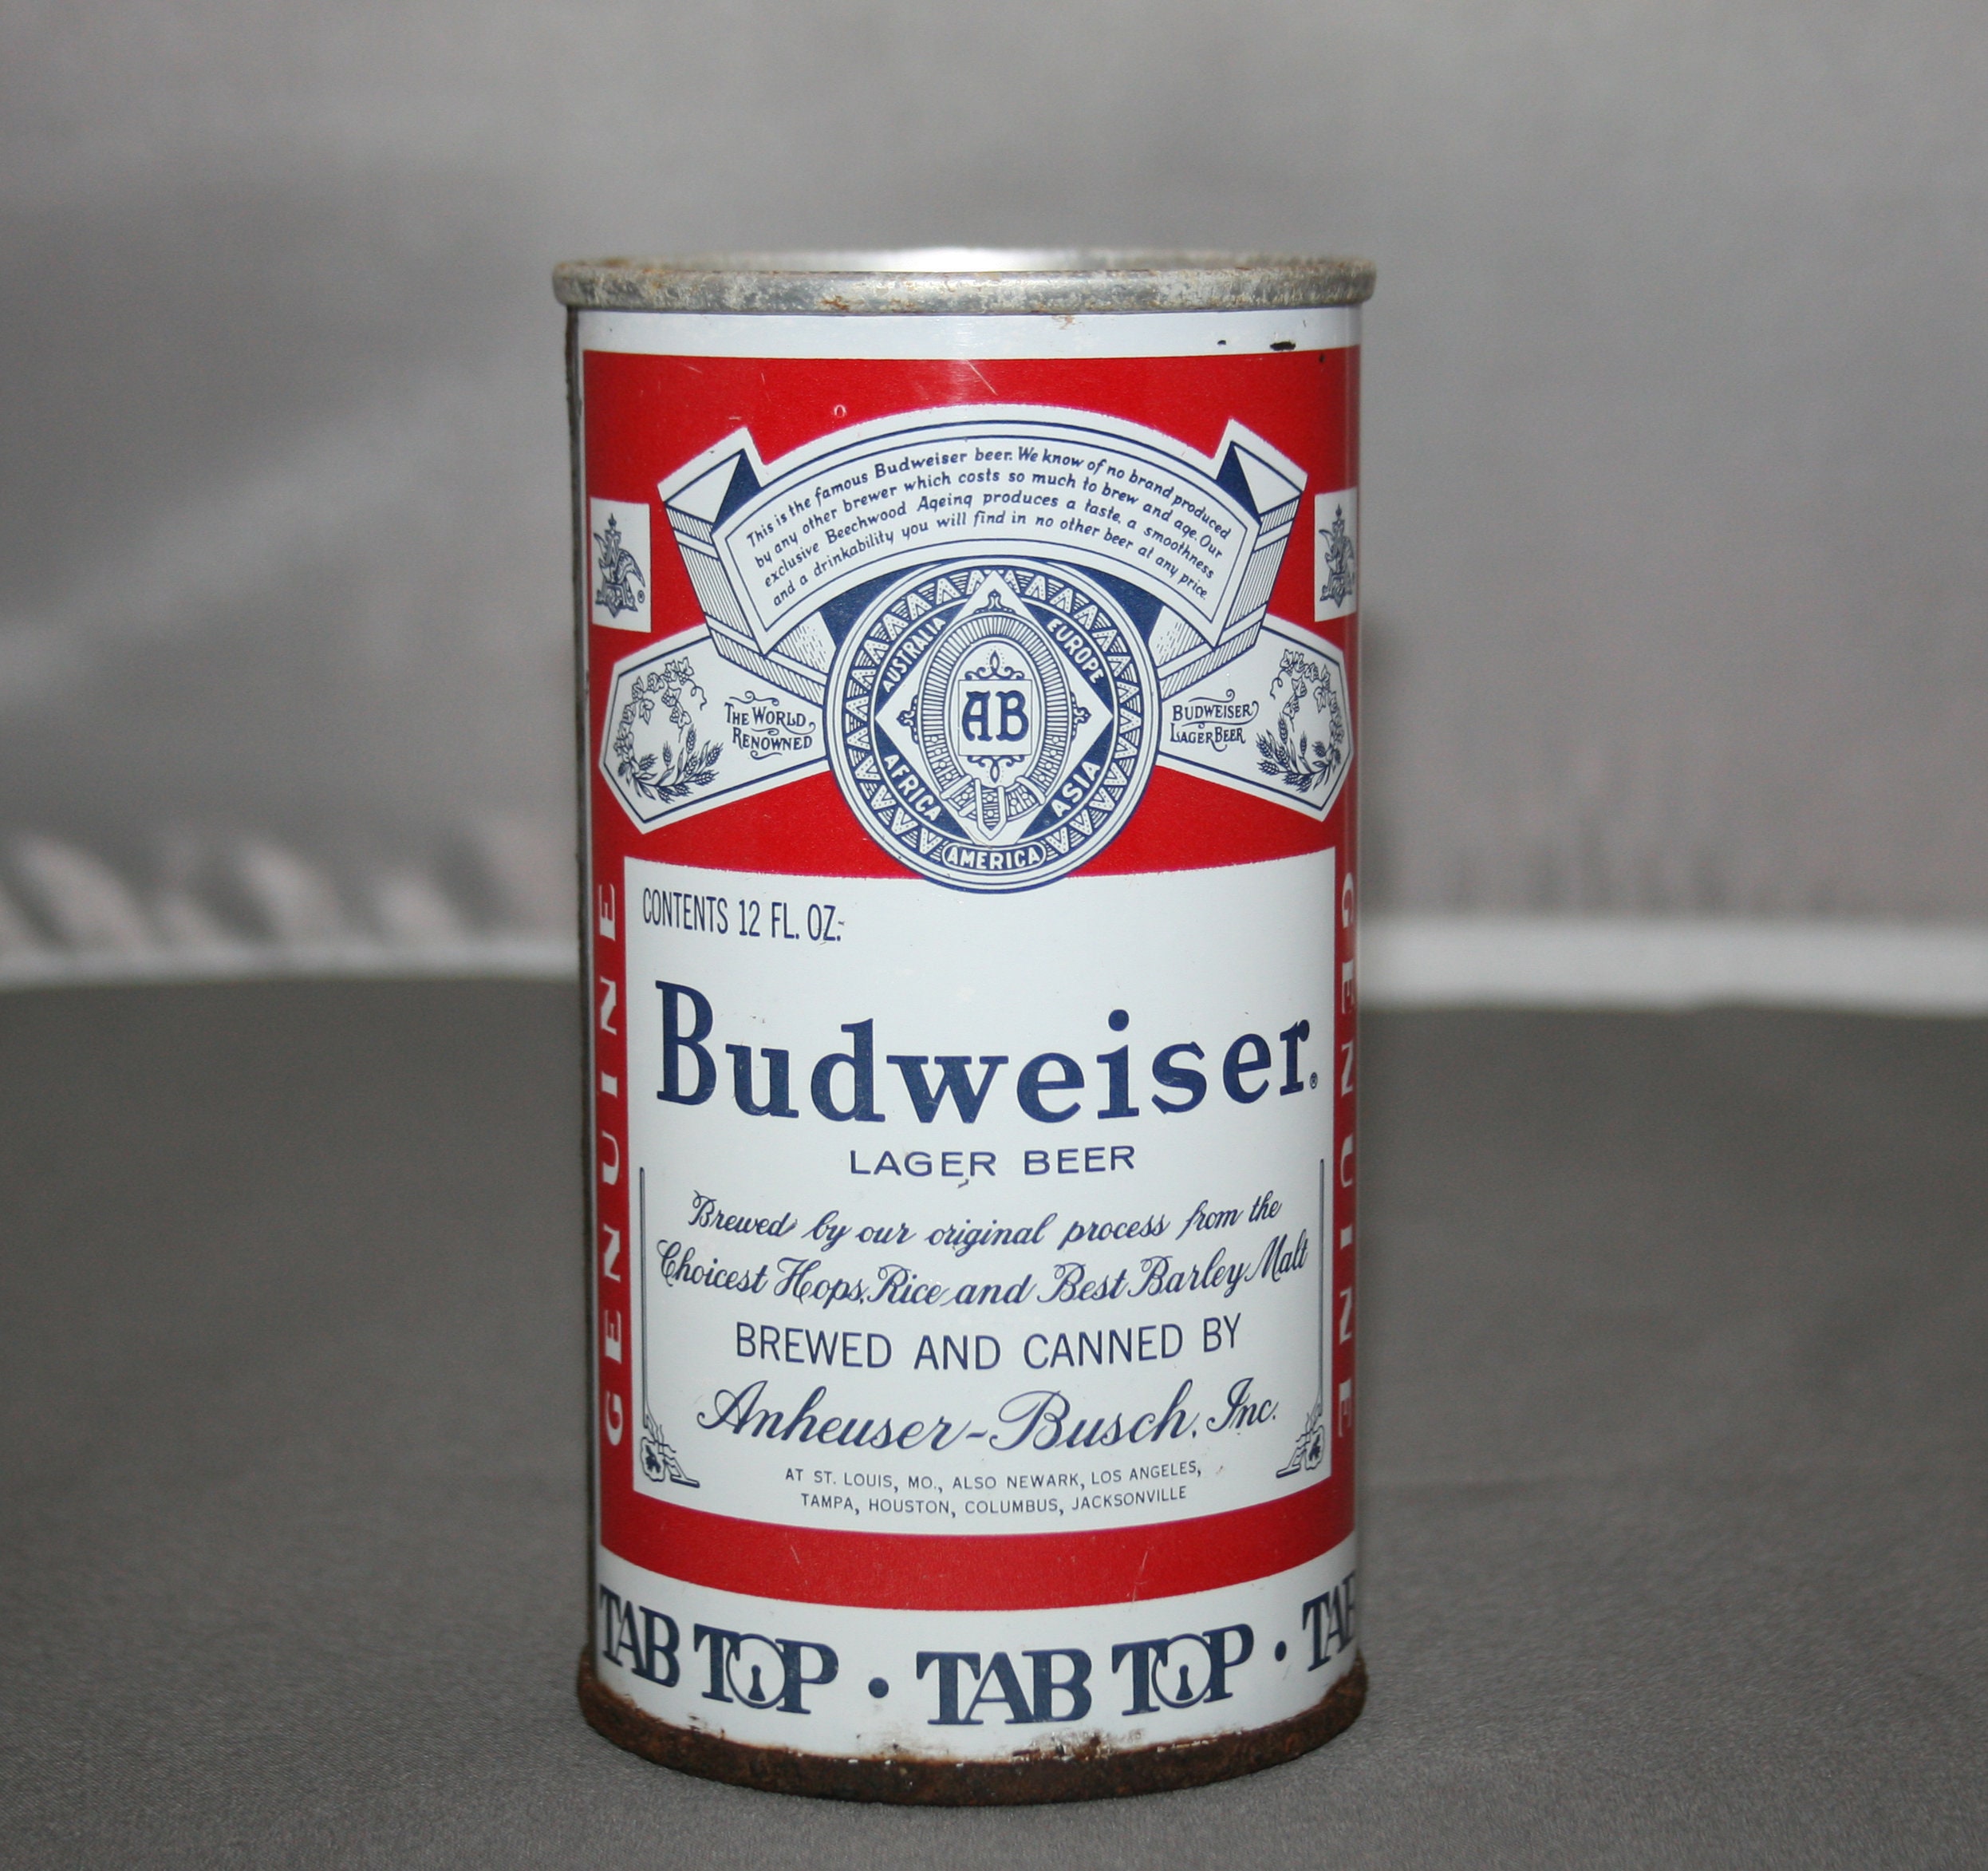 This is the famous Budweiser beer. We know of no brand produced
by any other brewer which costs so much to brew and age. Our
exclusive Beechwood Ageing produces a taste, a smoothness
and a drinkability you will find in no other beer at any price.
AUSTRALIA
EUROPE
THE WORLD
RENOWNED
AB
BUDWEISER
LAGER BEER
AFRICA
ASIA
AMERICA
CONTENTS 12 FL. OZ.
GENUINE
GENUINE
Budweiser®
LAGER BEER
Brewed by our original process from the
Choicest Hops, Rice and Best Barley Malt
BREWED AND CANNED BY
Anheuser-Busch, Inc.
AT ST. LOUIS, MO., ALSO NEWARK, LOS ANGELES,
TAMPA, HOUSTON, COLUMBUS, JACKSONVILLE
TAB TOP • TAB TOP • TAB